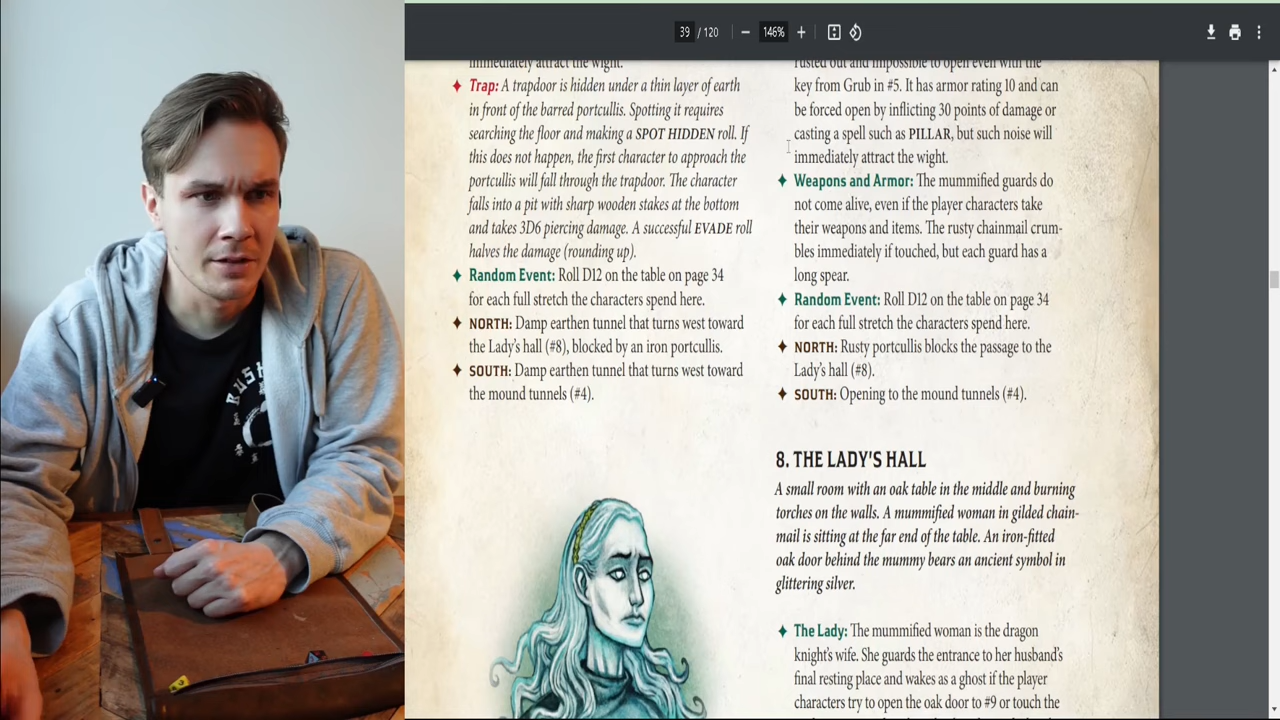 39 / 120
146%
immediately attract the wight.
Trap: A trapdoor is hidden under a thin layer of earth
in front of the barred portcullis. Spotting it requires
searching the floor and making a SPOT HIDDEN roll. If
this does not happen, the first character to approach the
portcullis will fall through the trapdoor. The character
falls into a pit with sharp wooden stakes at the bottom
and takes 3D6 piercing damage. A successful EVADE roll
halves the damage (rounding up).
Random Event: Roll D12 on the table on page 34
for each full stretch the characters spend here.
NORTH: Damp earthen tunnel that turns west toward
the Lady's hall (#8), blocked by an iron portcullis.
SOUTH: Damp earthen tunnel that turns west toward
the mound tunnels (#4).
rusted out and impossible to open even with the
key from Grub in #5. It has armor rating 10 and can
be forced open by inflicting 30 points of damage or
casting a spell such as PILLAR, but such noise will
immediately attract the wight.
Weapons and Armor: The mummified guards do
not come alive, even if the player characters take
their weapons and items. The rusty chainmail crum-
bles immediately if touched, but each guard has a
long spear.
Random Event: Roll D12 on the table on page 34
for each full stretch the characters spend here.
NORTH: Rusty portcullis blocks the passage to the
Lady's hall (#8).
SOUTH: Opening to the mound tunnels (#4).
8. THE LADY'S HALL
A small room with an oak table in the middle and burning
torches on the walls. A mummified woman in gilded chain-
mail is sitting at the far end of the table. An iron-fitted
oak door behind the mummy bears an ancient symbol in
glittering silver.
The Lady: The mummified woman is the dragon
knight's wife. She guards the entrance to her husband's
final resting place and wakes as a ghost if the player
characters try to open the oak door to #9 or touch the